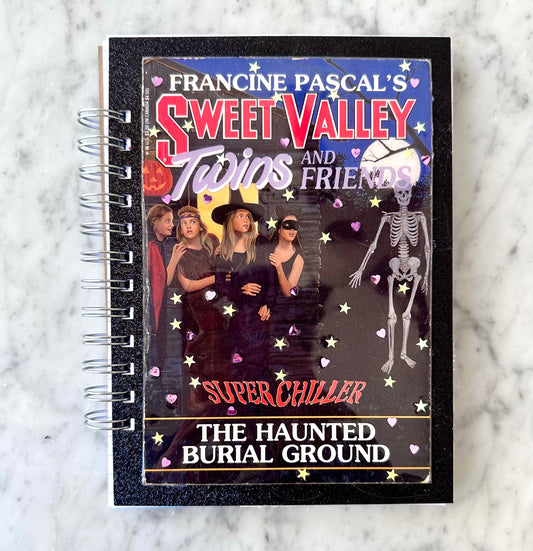 FRANCINE PASCAL'S
SWEET VALLEY
Twins AND
FRIENDS
SUPER CHILLER
THE HAUNTED
BURIAL GROUND